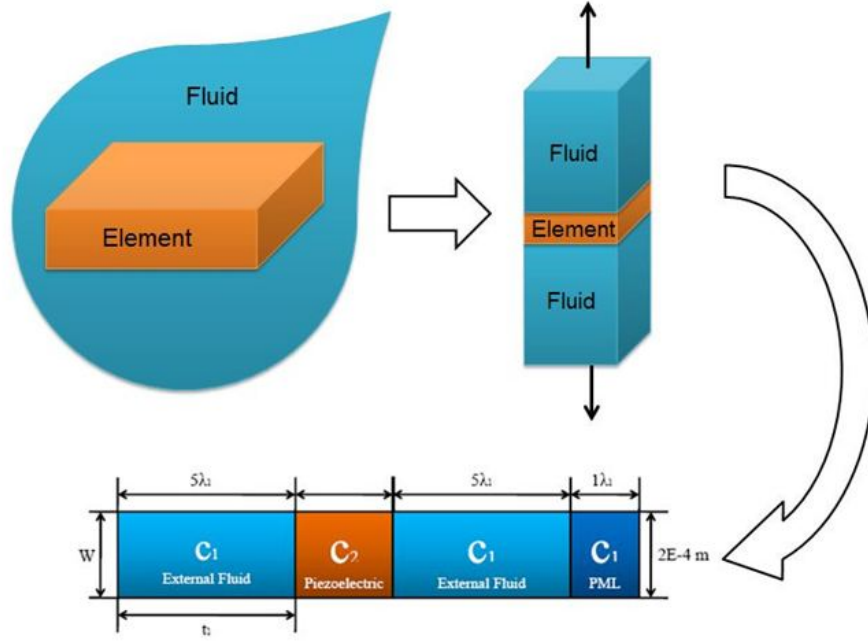 Fluid
Element
Fluid
Element
Fluid
5λ₁
5λ₁
1λ₁
W
C₁
External Fluid
C₂
Piezoelectric
C₁
External Fluid
C₁
PML
2E-4 m
t₁